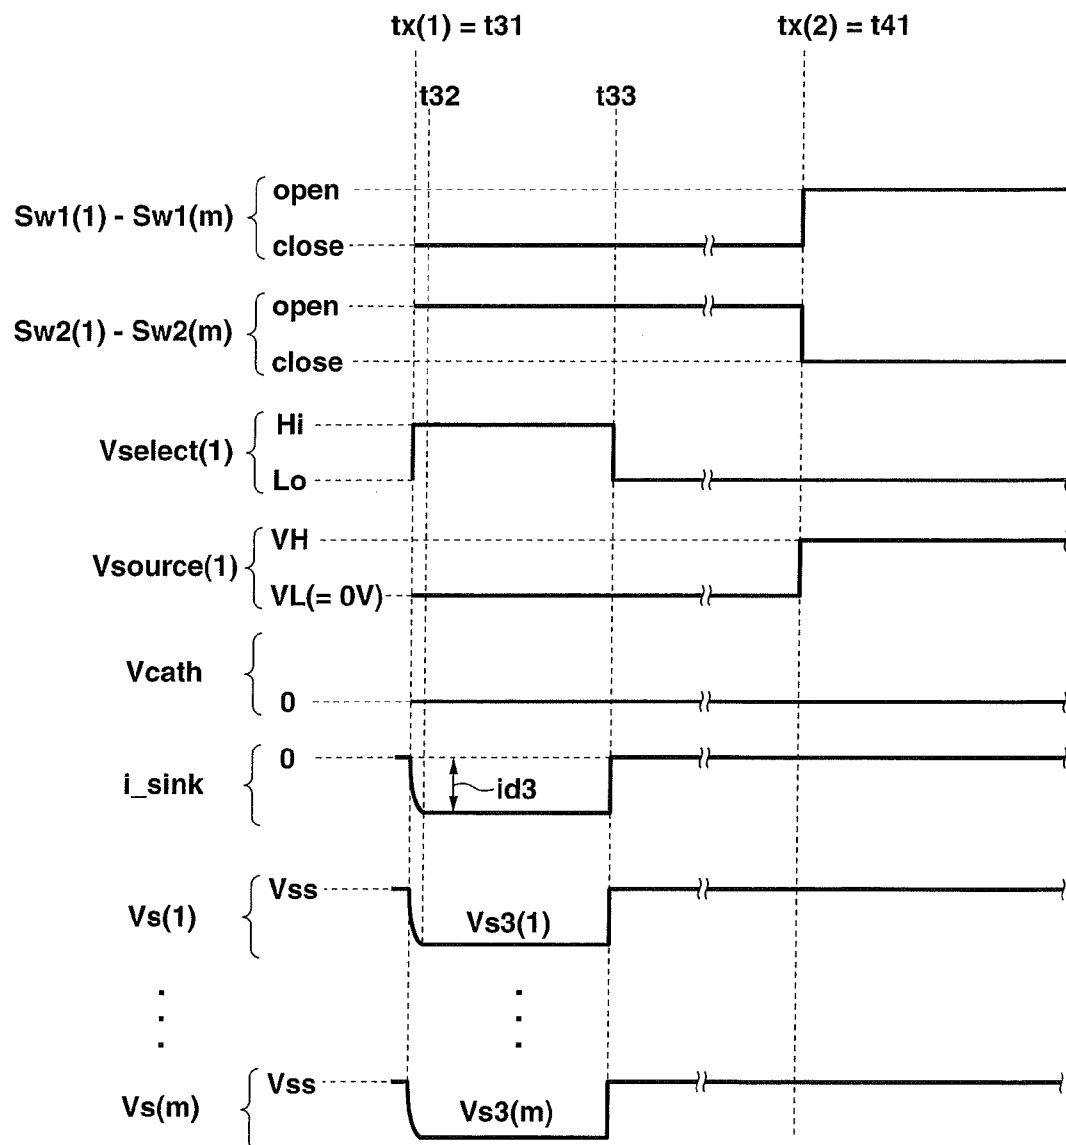 tx(1) = t31
tx(2) = t41
t32
t33
Sw1(1) - Sw1(m)
open
close
Sw2(1) - Sw2(m)
open
close
Vselect(1)
Hi
Lo
Vsource(1)
VH
VL(= 0V)
Vcath
0
i_sink
0
id3
Vs(1)
Vss
Vs3(1)
Vs(m)
Vss
Vs3(m)